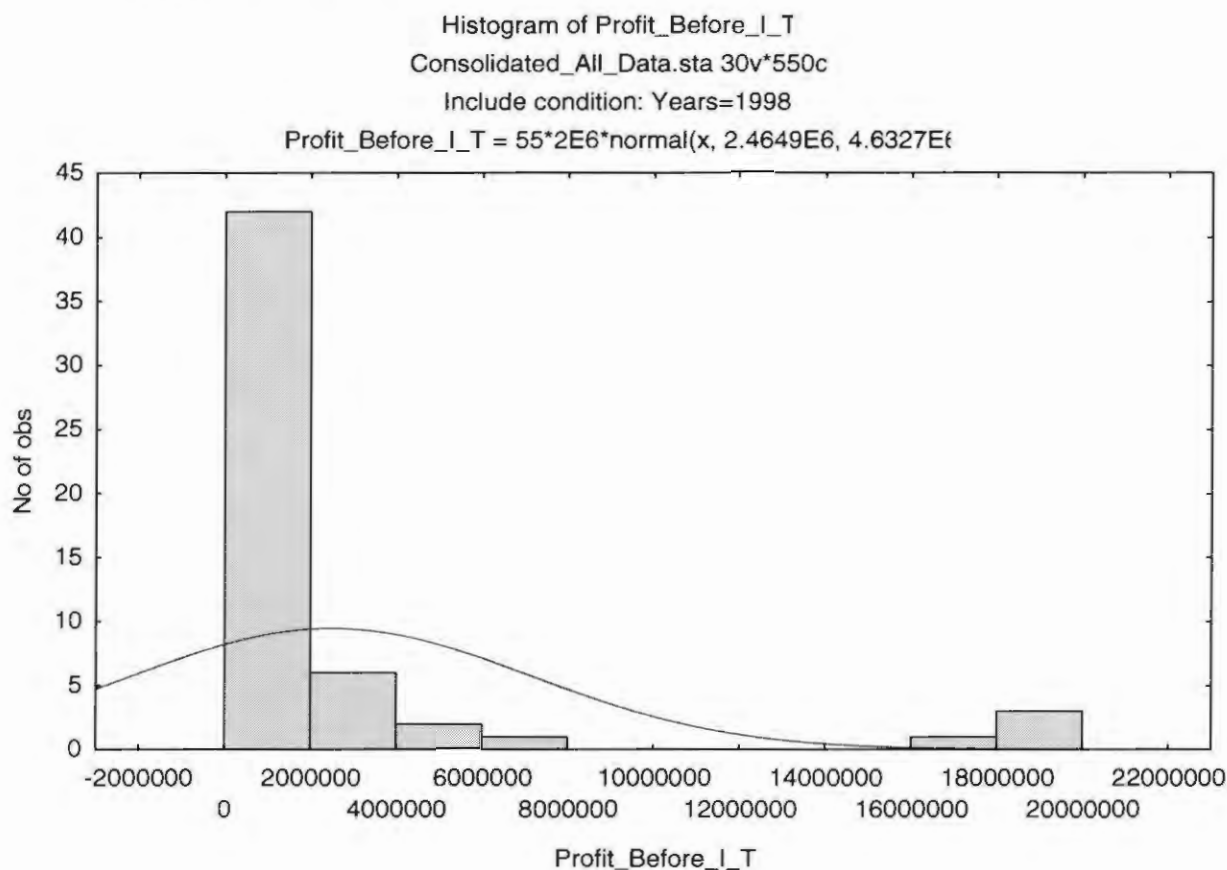 Histogram of Profit_Before_I_T
Consolidated_All_Data.sta 30v*550c
Include condition: Years=1998
Profit_Before_I_T = 55*2E6*normal(x, 2.4649E6, 4.6327E6
45
40
35
30
25
20
15
10
5
0
No of obs
-2000000 2000000 6000000 10000000 14000000 18000000 22000000
0 4000000 8000000 12000000 16000000 20000000
Profit_Before_I_T